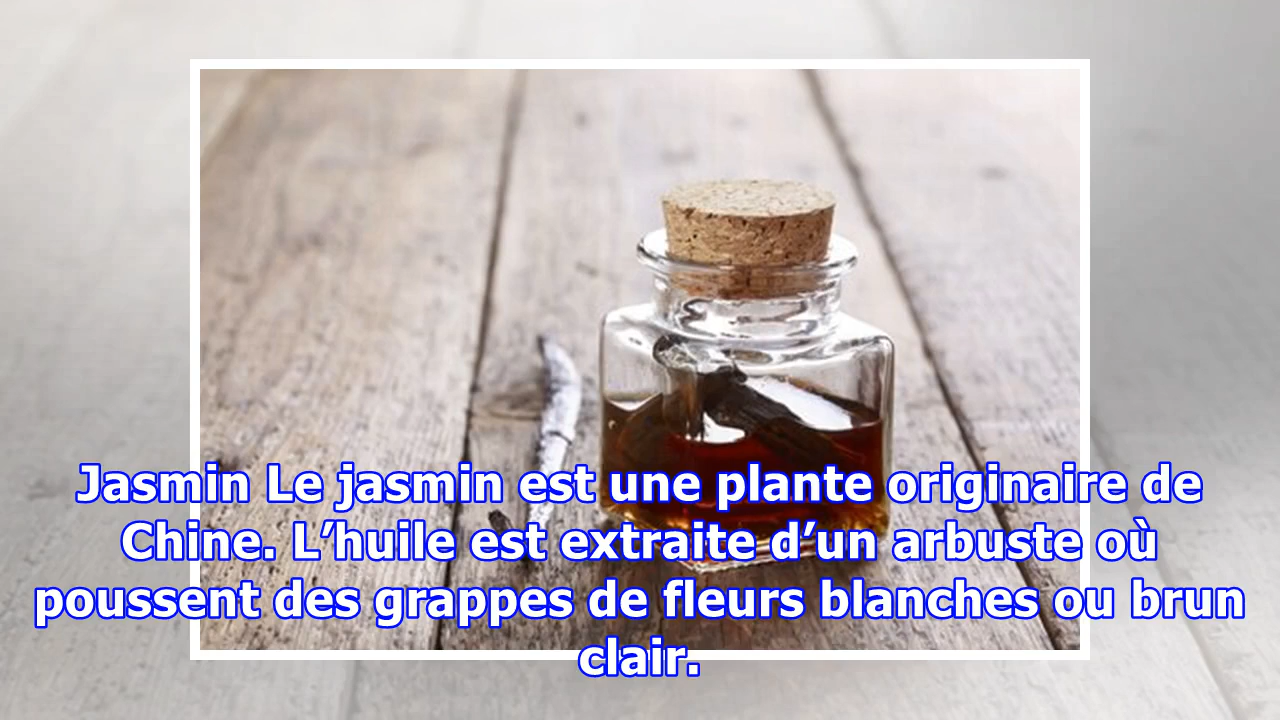 Jasmin Le jasmin est une plante originaire de
Chine. L’huile est extraite d’un arbuste où
poussent des grappes de fleurs blanches ou brun
clair.